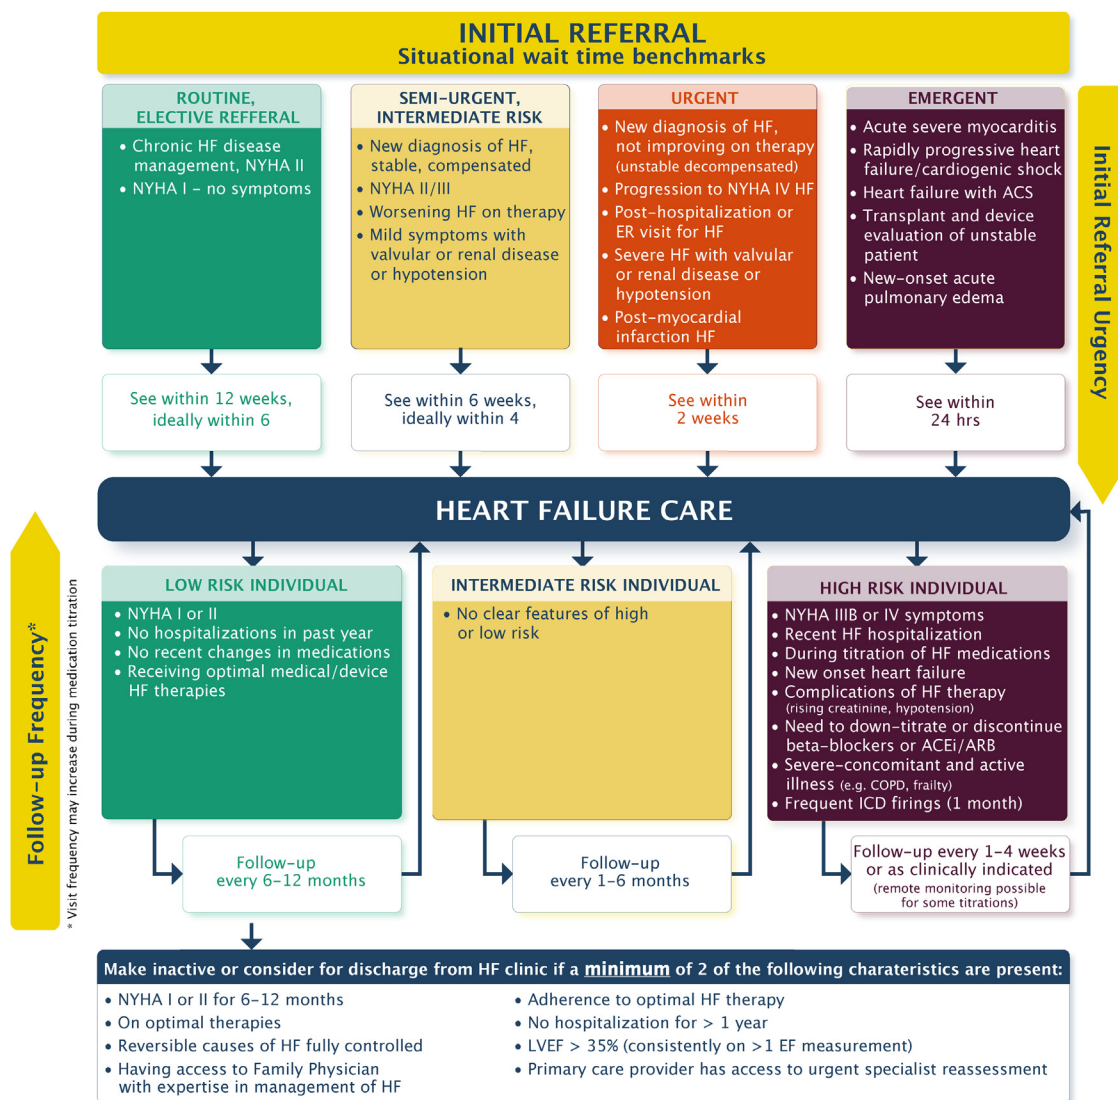 INITIAL REFERRAL
Situational wait time benchmarks
ROUTINE,
ELECTIVE REFFERAL
• Chronic HF disease
management, NYHA II
• NYHA I – no symptoms
See within 12 weeks,
ideally within 6
SEMI-URGENT,
INTERMEDIATE RISK
• New diagnosis of HF,
stable, compensated
• NYHA II/III
• Worsening HF on therapy
• Mild symptoms with
valvular or renal disease
or hypotension
See within 6 weeks,
ideally within 4
URGENT
• New diagnosis of HF,
not improving on therapy
(unstable decompensated)
• Progression to NYHA IV HF
• Post-hospitalization or
ER visit for HF
• Severe HF with valvular
or renal disease or
hypotension
• Post-myocardial
infarction HF
See within
2 weeks
EMERGENT
• Acute severe myocarditis
• Rapidly progressive heart
failure/cardiogenic shock
• Heart failure with ACS
• Transplant and device
evaluation of unstable
patient
• New-onset acute
pulmonary edema
See within
24 hrs
Initial Referral Urgency
HEART FAILURE CARE
Follow-up Frequency*
* Visit frequency may increase during medication titration
LOW RISK INDIVIDUAL
• NYHA I or II
• No hospitalizations in past year
• No recent changes in medications
• Receiving optimal medical/device
HF therapies
Follow-up
every 6–12 months
INTERMEDIATE RISK INDIVIDUAL
• No clear features of high
or low risk
Follow-up
every 1–6 months
HIGH RISK INDIVIDUAL
• NYHA IIIB or IV symptoms
• Recent HF hospitalization
• During titration of HF medications
• New onset heart failure
• Complications of HF therapy
(rising creatinine, hypotension)
• Need to down-titrate or discontinue
beta-blockers or ACEi/ARB
• Severe-concomitant and active
illness (e.g. COPD, frailty)
• Frequent ICD firings (1 month)
Follow-up every 1–4 weeks
or as clinically indicated
(remote monitoring possible
for some titrations)
Make inactive or consider for discharge from HF clinic if a minimum of 2 of the following charateristics are present:
• NYHA I or II for 6–12 months
• On optimal therapies
• Reversible causes of HF fully controlled
• Having access to Family Physician
with expertise in management of HF
• Adherence to optimal HF therapy
• No hospitalization for > 1 year
• LVEF > 35% (consistently on >1 EF measurement)
• Primary care provider has access to urgent specialist reassessment